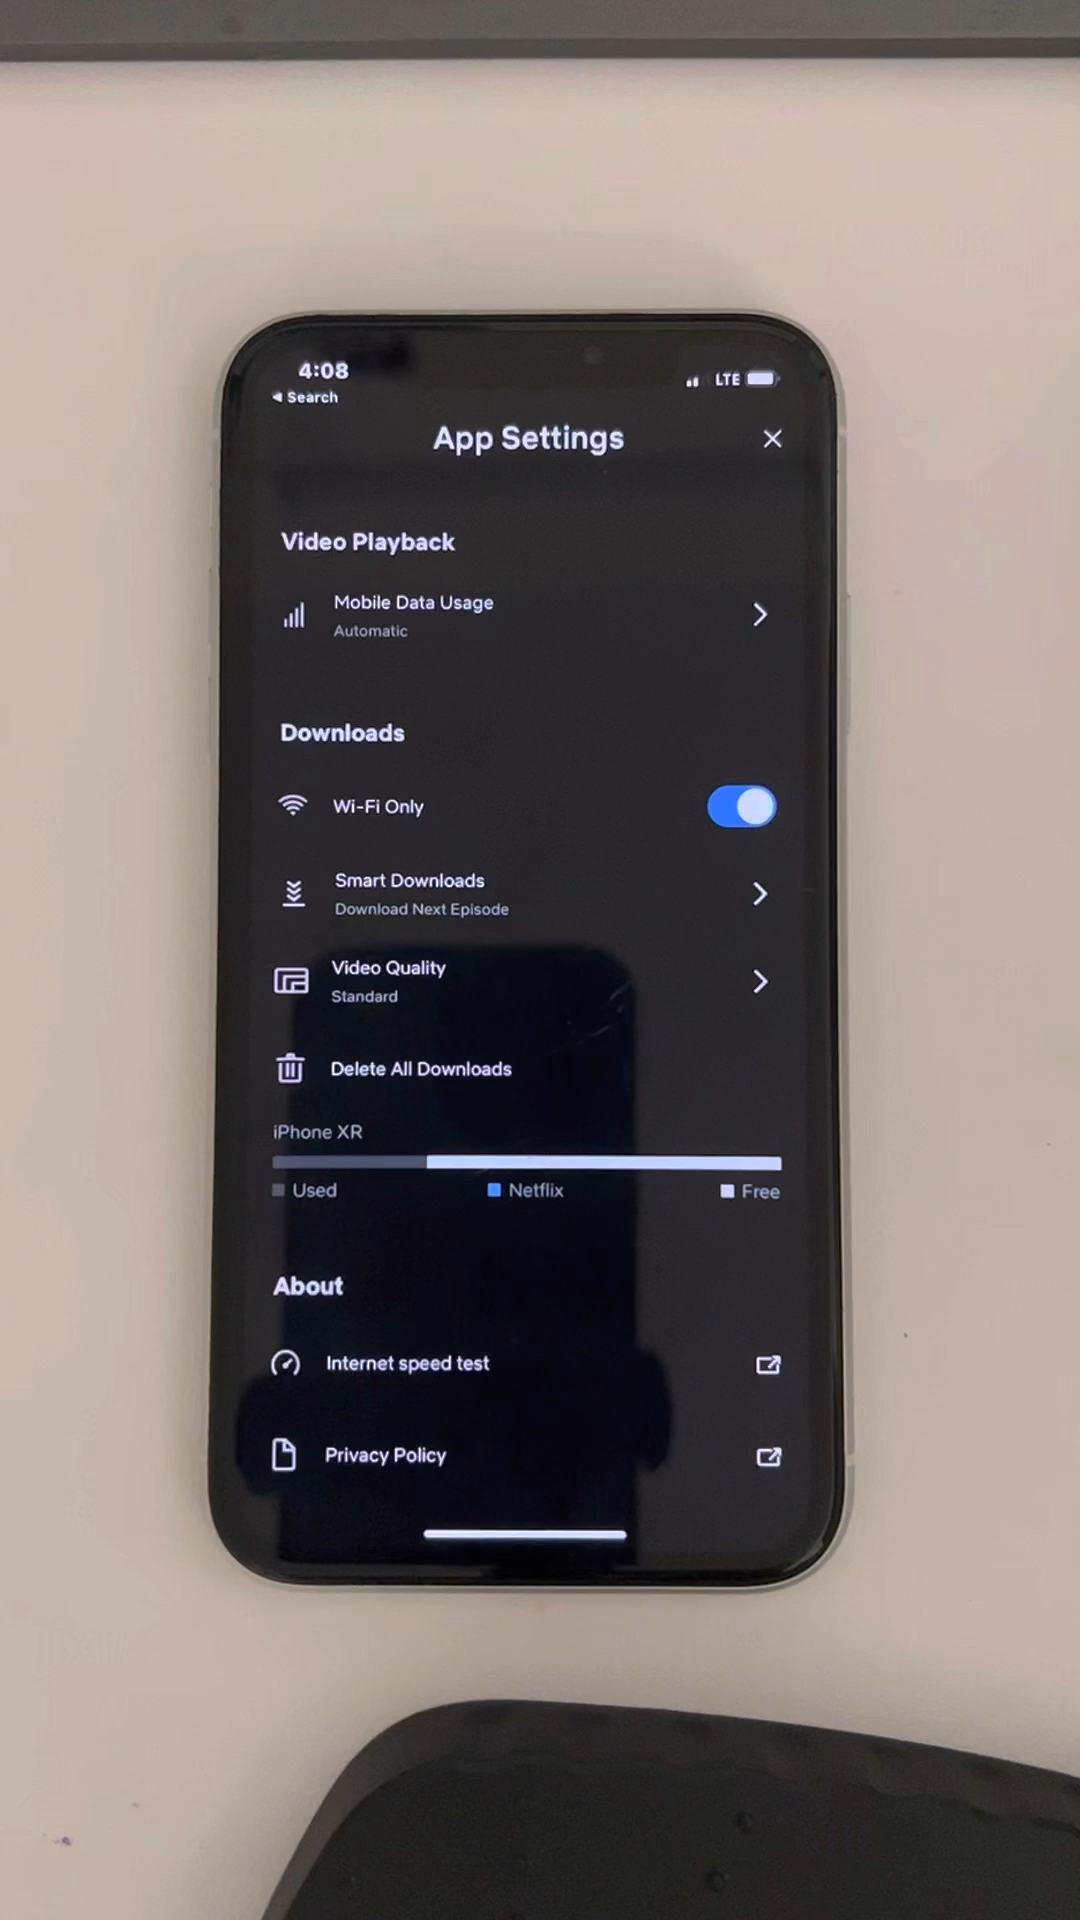 4:08
LTE
◀ Search
App Settings
Video Playback
Mobile Data Usage
Automatic
Downloads
Wi-Fi Only
Smart Downloads
Download Next Episode
Video Quality
Standard
Delete All Downloads
iPhone XR
Used Netflix Free
About
Internet speed test
Privacy Policy